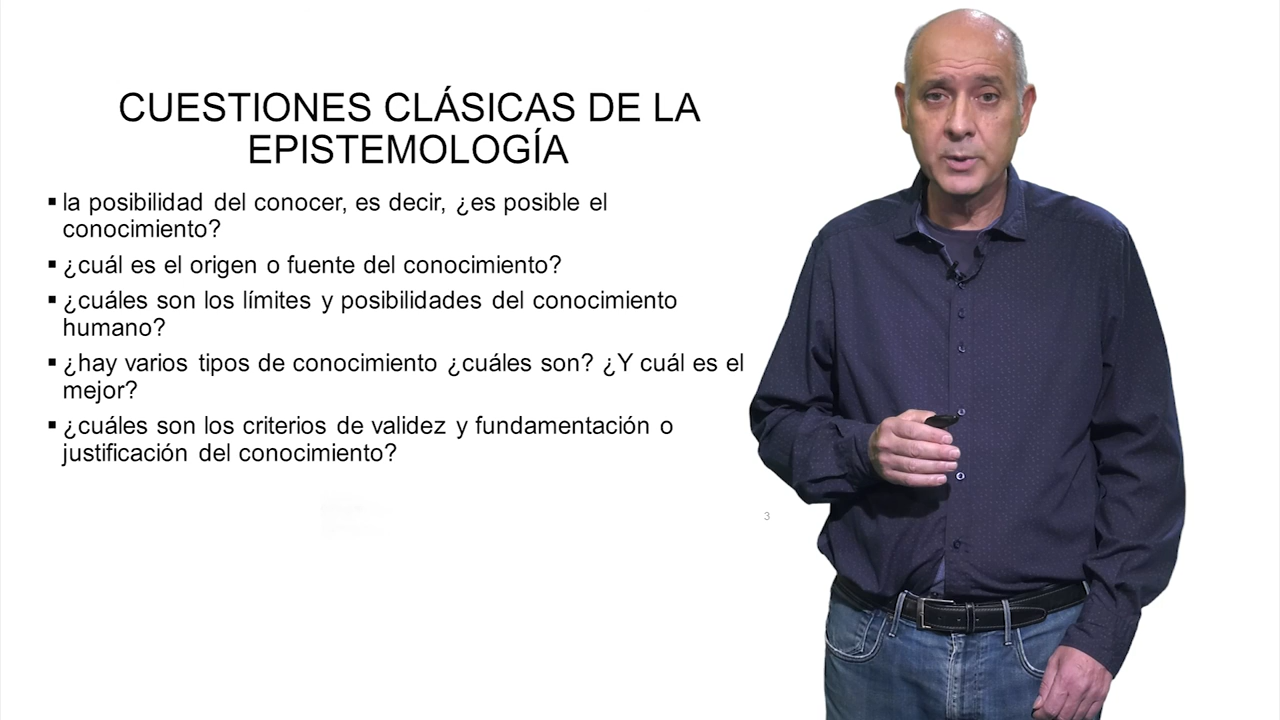 CUESTIONES CLÁSICAS DE LA
EPISTEMOLOGÍA
▪ la posibilidad del conocer, es decir, ¿es posible el
conocimiento?
▪ ¿cuál es el origen o fuente del conocimiento?
▪ ¿cuáles son los límites y posibilidades del conocimiento
humano?
▪ ¿hay varios tipos de conocimiento ¿cuáles son? ¿Y cuál es el
mejor?
▪ ¿cuáles son los criterios de validez y fundamentación o
justificación del conocimiento?
3